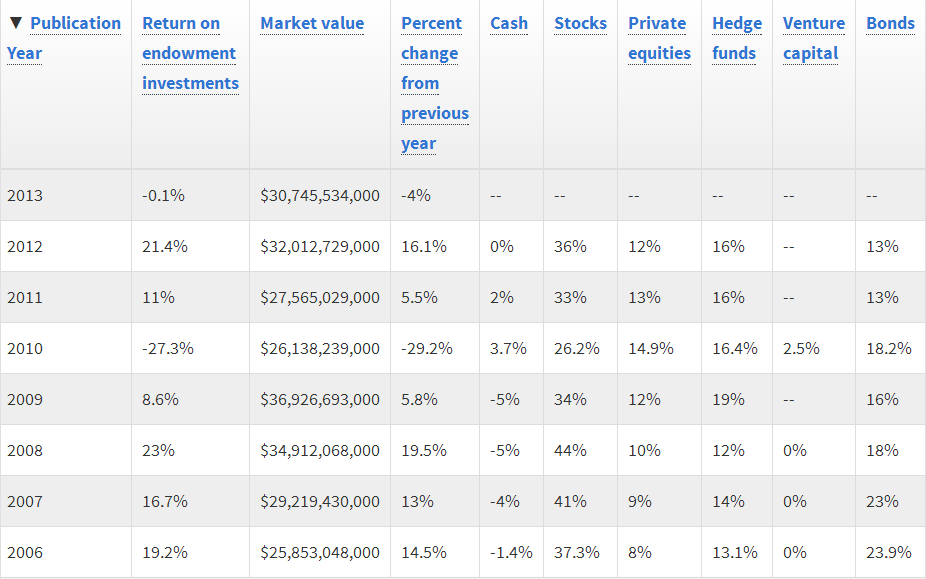 ▼ Publication Year Return on endowment investments Market value Percent change from previous year Cash Stocks Private equities Hedge funds Venture capital Bonds
2013 -0.1% $30,745,534,000 -4% -- -- -- -- -- --
2012 21.4% $32,012,729,000 16.1% 0% 36% 12% 16% -- 13%
2011 11% $27,565,029,000 5.5% 2% 33% 13% 16% -- 13%
2010 -27.3% $26,138,239,000 -29.2% 3.7% 26.2% 14.9% 16.4% 2.5% 18.2%
2009 8.6% $36,926,693,000 5.8% -5% 34% 12% 19% -- 16%
2008 23% $34,912,068,000 19.5% -5% 44% 10% 12% 0% 18%
2007 16.7% $29,219,430,000 13% -4% 41% 9% 14% 0% 23%
2006 19.2% $25,853,048,000 14.5% -1.4% 37.3% 8% 13.1% 0% 23.9%